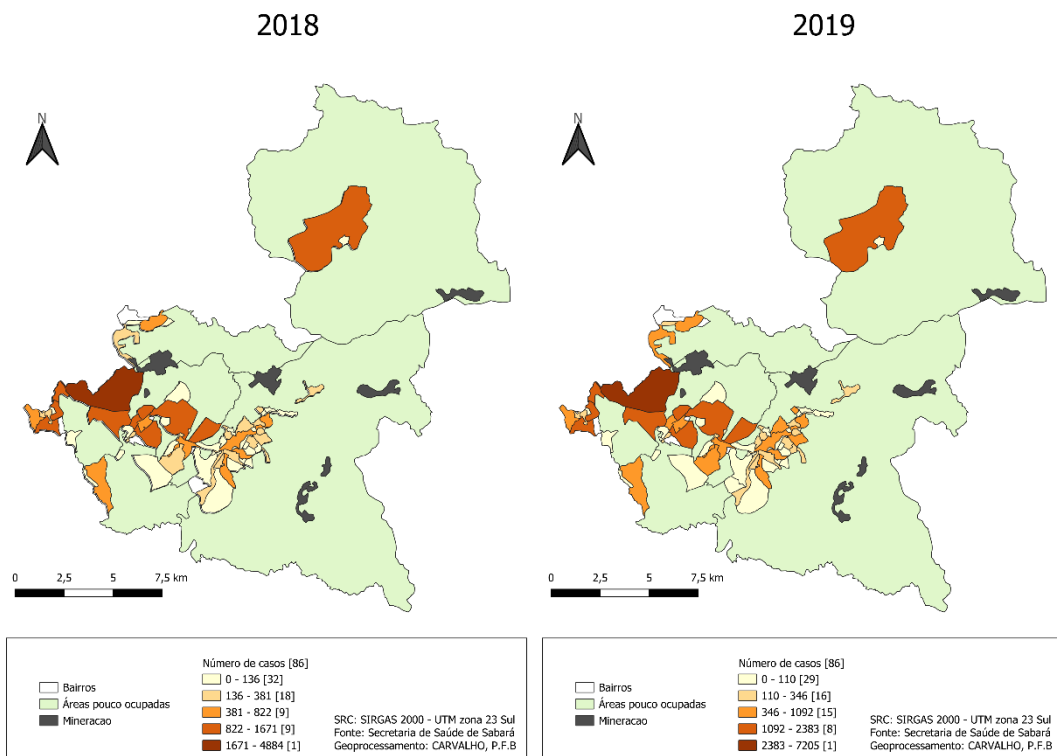 2018
2019
N
N
0 2,5 5 7,5 km
0 2,5 5 7,5 km
Bairros
Áreas pouco ocupadas
Mineracao
Número de casos [86]
0 - 136 [32]
136 - 381 [18]
381 - 822 [9]
822 - 1671 [9]
1671 - 4884 [1]
SRC: SIRGAS 2000 - UTM zona 23 Sul
Fonte: Secretaria de Saúde de Sabará
Geoprocessamento: CARVALHO, P.F.B
Bairros
Áreas pouco ocupadas
Mineracao
Número de casos [86]
0 - 110 [29]
110 - 346 [16]
346 - 1092 [15]
1092 - 2383 [8]
2383 - 7205 [1]
SRC: SIRGAS 2000 - UTM zona 23 Sul
Fonte: Secretaria de Saúde de Sabará
Geoprocessamento: CARVALHO, P.F.B